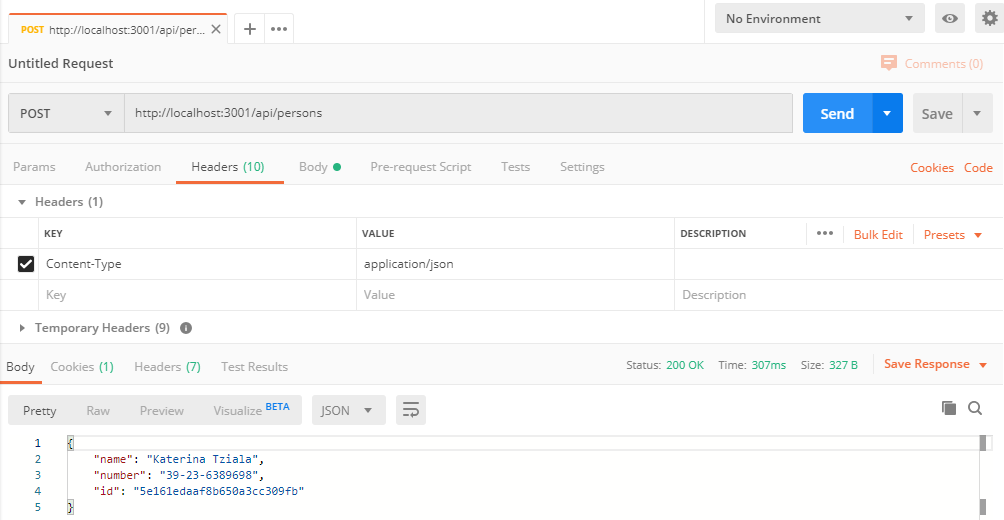 POST http://localhost:3001/api/per...
No Environment
Untitled Request
Comments (0)
POST http://localhost:3001/api/persons Send Save
Params Authorization Headers (10) Body Pre-request Script Tests Settings Cookies Code
Headers (1)
KEY VALUE DESCRIPTION ••• Bulk Edit Presets
Content-Type application/json
Key Value Description
Temporary Headers (9)
Body Cookies (1) Headers (7) Test Results Status: 200 OK Time: 307ms Size: 327 B Save Response
Pretty Raw Preview Visualize BETA JSON
1 {
2 "name": "Katerina Tziala",
3 "number": "39-23-6389698",
4 "id": "5e161edaaf8b650a3cc309fb"
5 }